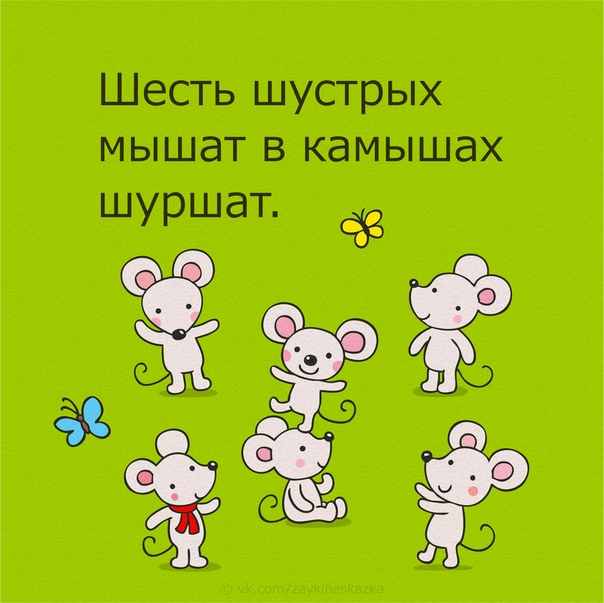 Шесть шустрых
мышат в камышах
шуршат.
© vk.com/zaykinaskazka